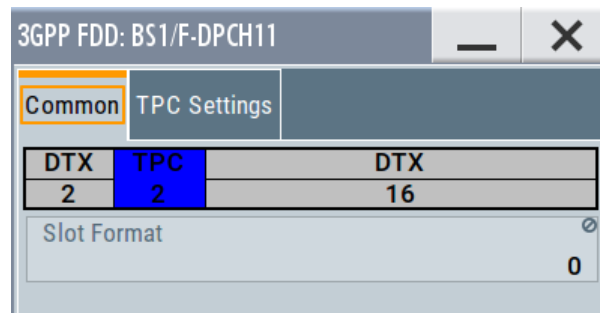 3GPP FDD: BS1/F-DPCH11
Common TPC Settings
DTX TPC DTX
2 2 16
Slot Format
0